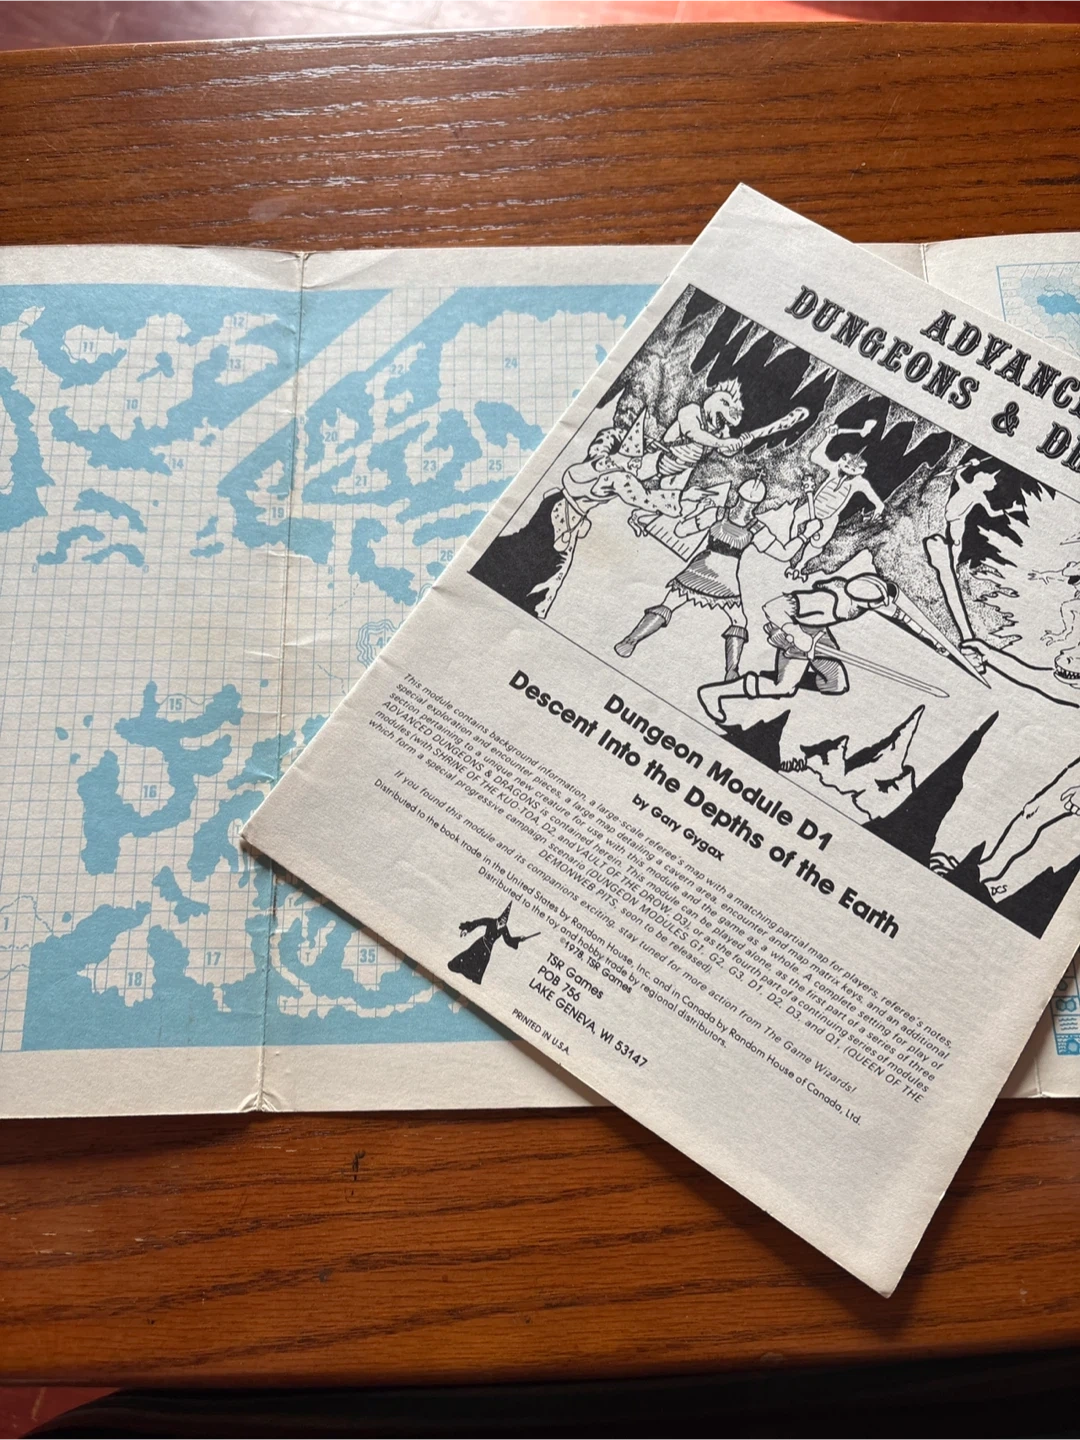 ADVANC
DUNGEONS & D
DCS
Dungeon Module D1
Descent Into the Depths of the Earth
by Gary Gygax
This module contains background information, a large-scale referee's map with a matching partial map for players, referee's notes,
special exploration and encounter pieces, a large map detailing a cavern area, encounter and map matrix keys, and an additional
section pertaining to a unique new creature for use with this module and the game as a whole. A complete setting for play of
ADVANCED DUNGEONS & DRAGONS is contained herein. This module can be played alone, as the first part of a series of three
modules (with SHRINE OF THE KUO-TOA, D2, and VAULT OF THE DROW, D3), or as the fourth part of a continuing series of modules
which form a special progressive campaign scenario (DUNGEON MODULES G1, G2, G3, D1, D2, D3, and Q1, (QUEEN OF THE
DEMONWEB PITS, soon to be released).
If you found this module and its companions exciting, stay tuned for more action from The Game Wizards!
Distributed to the book trade in the United States by Random House, Inc. and in Canada by Random House of Canada, Ltd.
Distributed to the toy and hobby trade by regional distributors.
©1978, TSR Games
TSR Games
POB 756
LAKE GENEVA, WI 53147
PRINTED IN U.S.A.
11
12
13
10
14
24
22
20
23
25
21
19
26
15
16
1
18
17
35